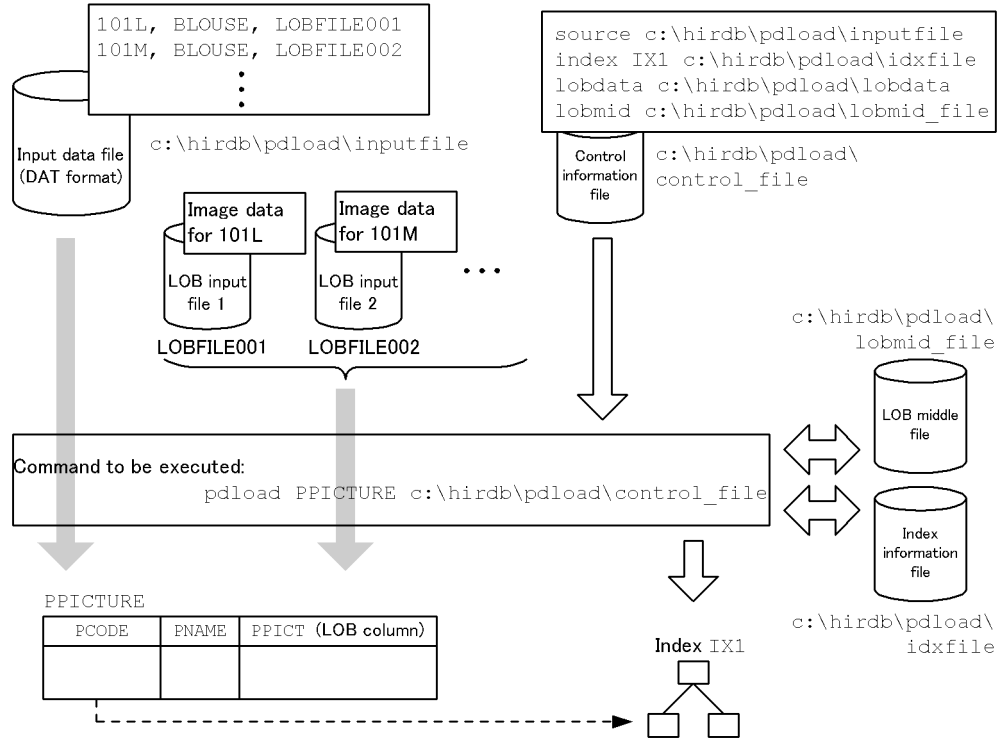 101L, BLOUSE, LOBFILE001
101M, BLOUSE, LOBFILE002
Input data file
(DAT format)
c:\hirdb\pdload\inputfile
source c:\hirdb\pdload\inputfile
index IX1 c:\hirdb\pdload\idxfile
lobdata c:\hirdb\pdload\lobdata
lobmid c:\hirdb\pdload\lobmid_file
Control
information
file
c:\hirdb\pdload\
control_file
Image data
for 101L
LOB input
file 1
LOBFILE001
Image data
for 101M
LOB input
file 2
LOBFILE002
...
c:\hirdb\pdload\
lobmid_file
LOB middle
file
Command to be executed:
pdload PPICTURE c:\hirdb\pdload\control_file
Index
information
file
c:\hirdb\pdload\
idxfile
PPICTURE
PCODE PNAME PPICT (LOB column)
Index IX1